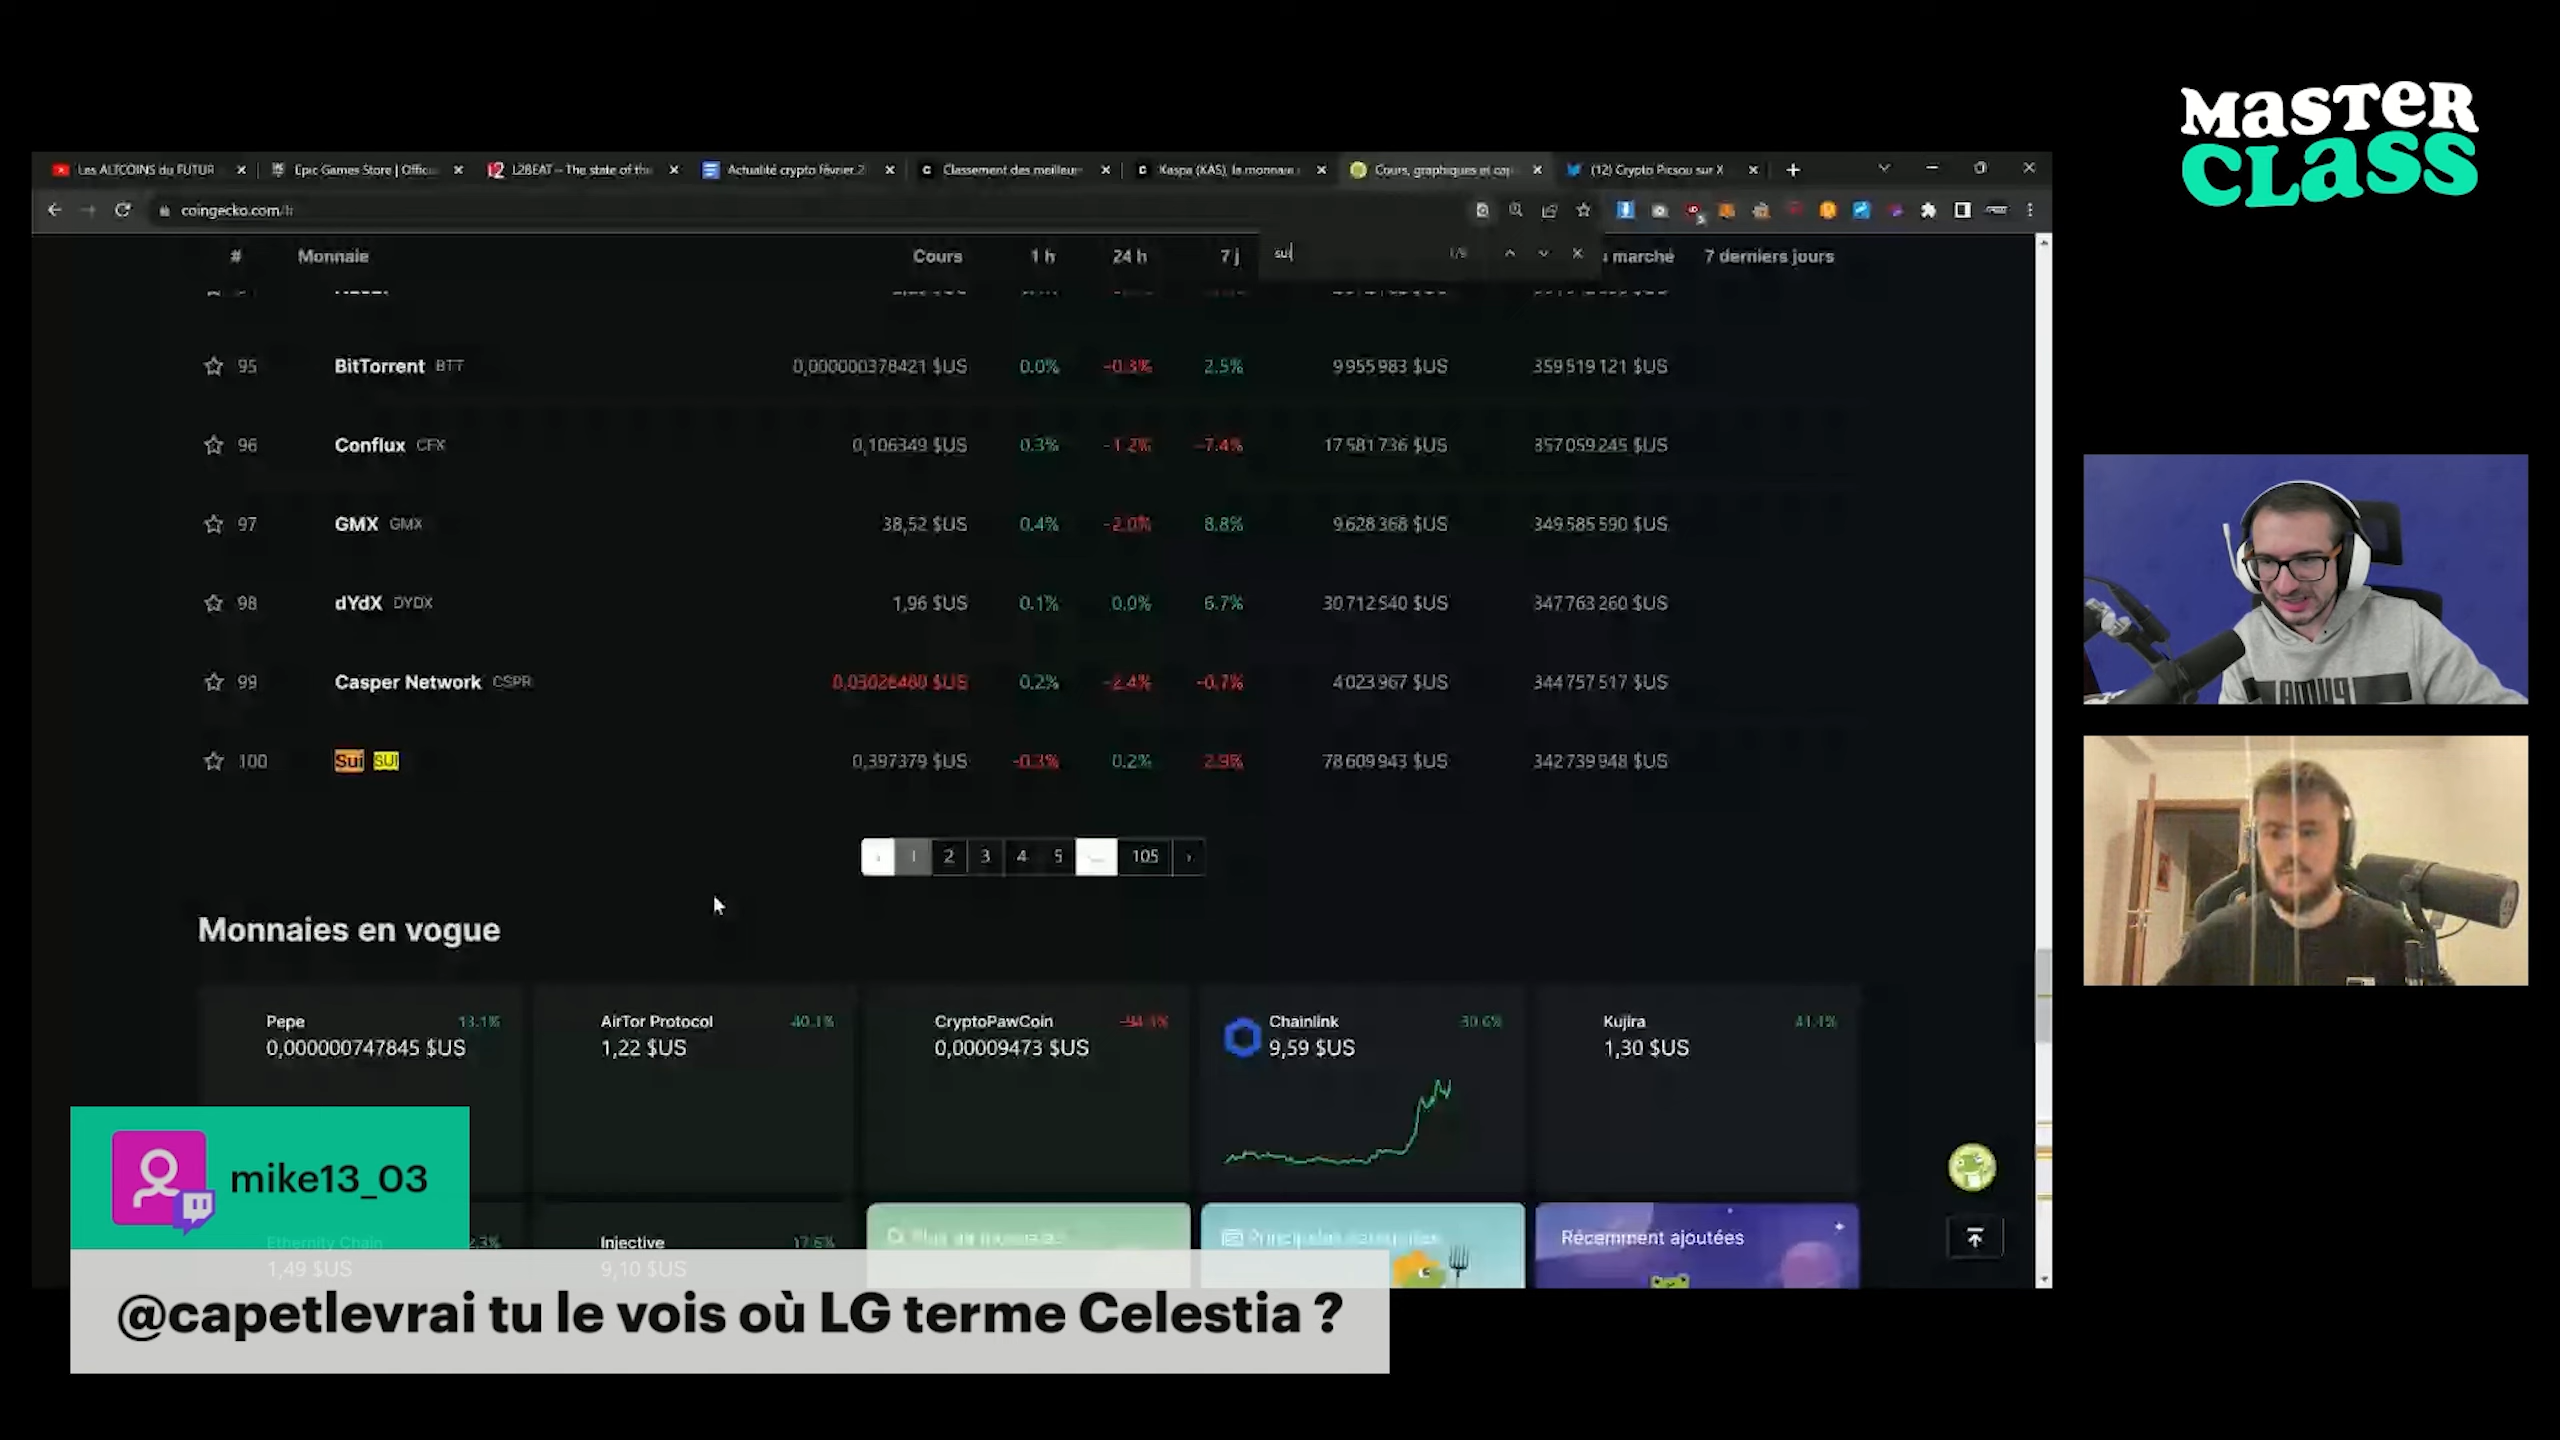 MASTER
CLASS
Les ALTCOINS du FUTUR
Epic Games Store | Offic
L2BEAT – The state of the
Actualité crypto février 2
Classement des meilleur
Kaspa (KAS), la monnaie
Cours, graphiques et cap
(12) Crypto Picsou sur X
coingecko.com/fr
sui
# Monnaie Cours 1 h 24 h 7 j marché 7 derniers jours
95 BitTorrent BTT 0,000000378421 $US 0.0% -0.3% 2.5% 9 955 983 $US 359 519 121 $US
96 Conflux CFX 0,106349 $US 0.3% -1.2% -7.4% 17 581 736 $US 357 059 245 $US
97 GMX GMX 38,52 $US 0.4% -2.0% 8.8% 9 628 368 $US 349 585 590 $US
98 dYdX DYDX 1,96 $US 0.1% 0.0% 6.7% 30 712 540 $US 347 763 260 $US
99 Casper Network CSPR 0.2% -2.4% -0.7% 4 023 967 $US 344 757 517 $US
100 Sui SUI 0,397379 $US -0.3% 0.2% 2.9% 78 609 943 $US 342 739 948 $US
‹ 1 2 3 4 5 ... 105 ›
Monnaies en vogue
Pepe 13.1%
0,000000747845 $US
AirTor Protocol 40.1%
1,22 $US
CryptoPawCoin
0,00009473 $US
Chainlink 30.6%
9,59 $US
Kujira 41.1%
1,30 $US
Ethernity Chain
1,49 $US
Injective 17.6%
9,10 $US
Récemment ajoutées
mike13_03
@capetlevrai tu le vois où LG terme Celestia ?